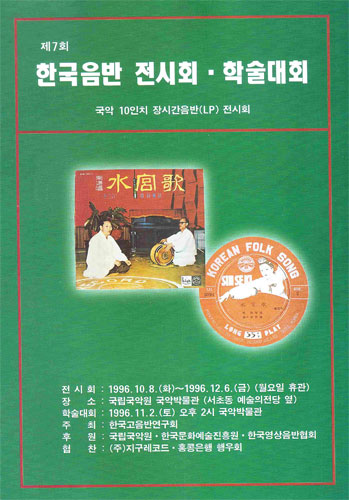 제7회
한국음반 전시회 · 학술대회
국악 10인치 장시간음반(LP) 전시회
水宮歌
KOREAN FOLK SONG
SIN SE KI
LONG PLAY
전 시 회 : 1996.10.8.(화)～1996.12.6.(금) (월요일 휴관)
장 소 : 국립국악원 국악박물관 (서초동 예술의전당 옆)
학술대회 : 1996.11.2.(토) 오후 2시 국악박물관
주 최 : 한국고음반연구회
후 원 : 국립국악원 · 한국문화예술진흥원 · 한국영상음반협회
협 찬 : (주)지구레코드 · 홍콩은행 행우회